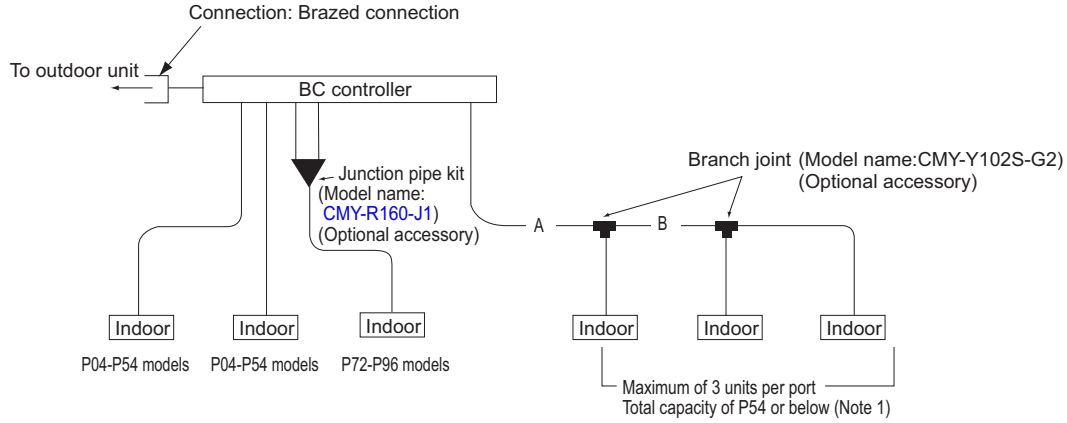 Connection: Brazed connection
To outdoor unit
BC controller
Branch joint (Model name:CMY-Y102S-G2)
(Optional accessory)
Junction pipe kit
(Model name:
CMY-R160-J1)
(Optional accessory)
A
B
Indoor
Indoor
Indoor
Indoor
Indoor
Indoor
P04-P54 models
P04-P54 models
P72-P96 models
Maximum of 3 units per port
Total capacity of P54 or below (Note 1)